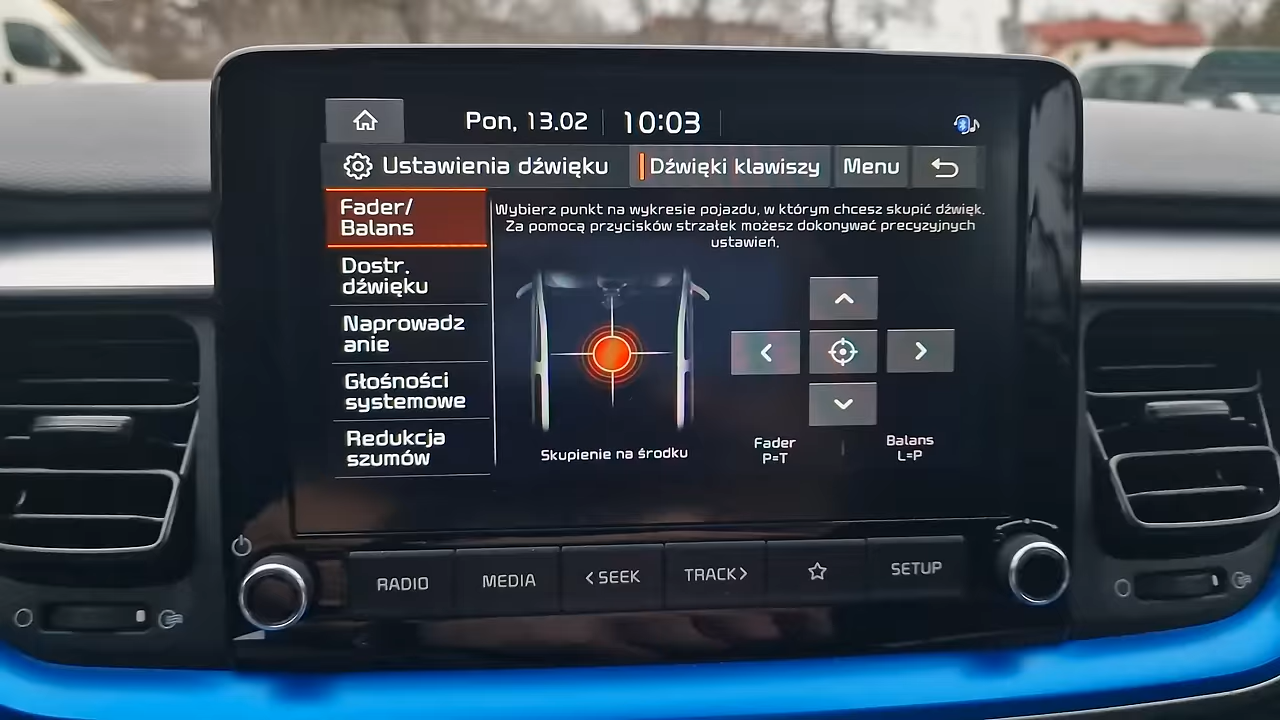 Pon, 13.02
10:03
Ustawienia dźwięku
Dźwięki klawiszy
Menu
Fader/
Balans
Dostr.
dźwięku
Naprowadz
anie
Głośności
systemowe
Redukcja
szumów
Wybierz punkt na wykresie pojazdu, w którym chcesz skupić dźwięk.
Za pomocą przycisków strzałek możesz dokonywać precyzyjnych
ustawień.
Skupienie na środku
Fader
P=T
Balans
L=P
RADIO
MEDIA
< SEEK
TRACK >
SETUP